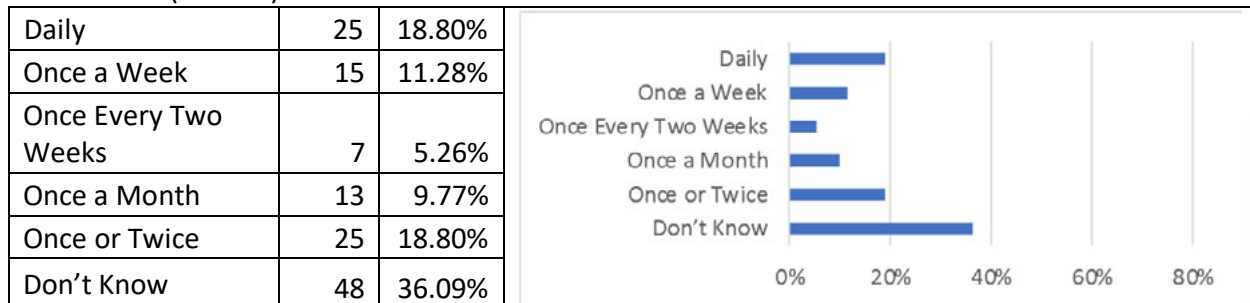 Daily 25 18.80%
Once a Week 15 11.28%
Once Every Two
Weeks 7 5.26%
Once a Month 13 9.77%
Once or Twice 25 18.80%
Don’t Know 48 36.09%
Daily
Once a Week
Once Every Two Weeks
Once a Month
Once or Twice
Don’t Know
0% 20% 40% 60% 80%